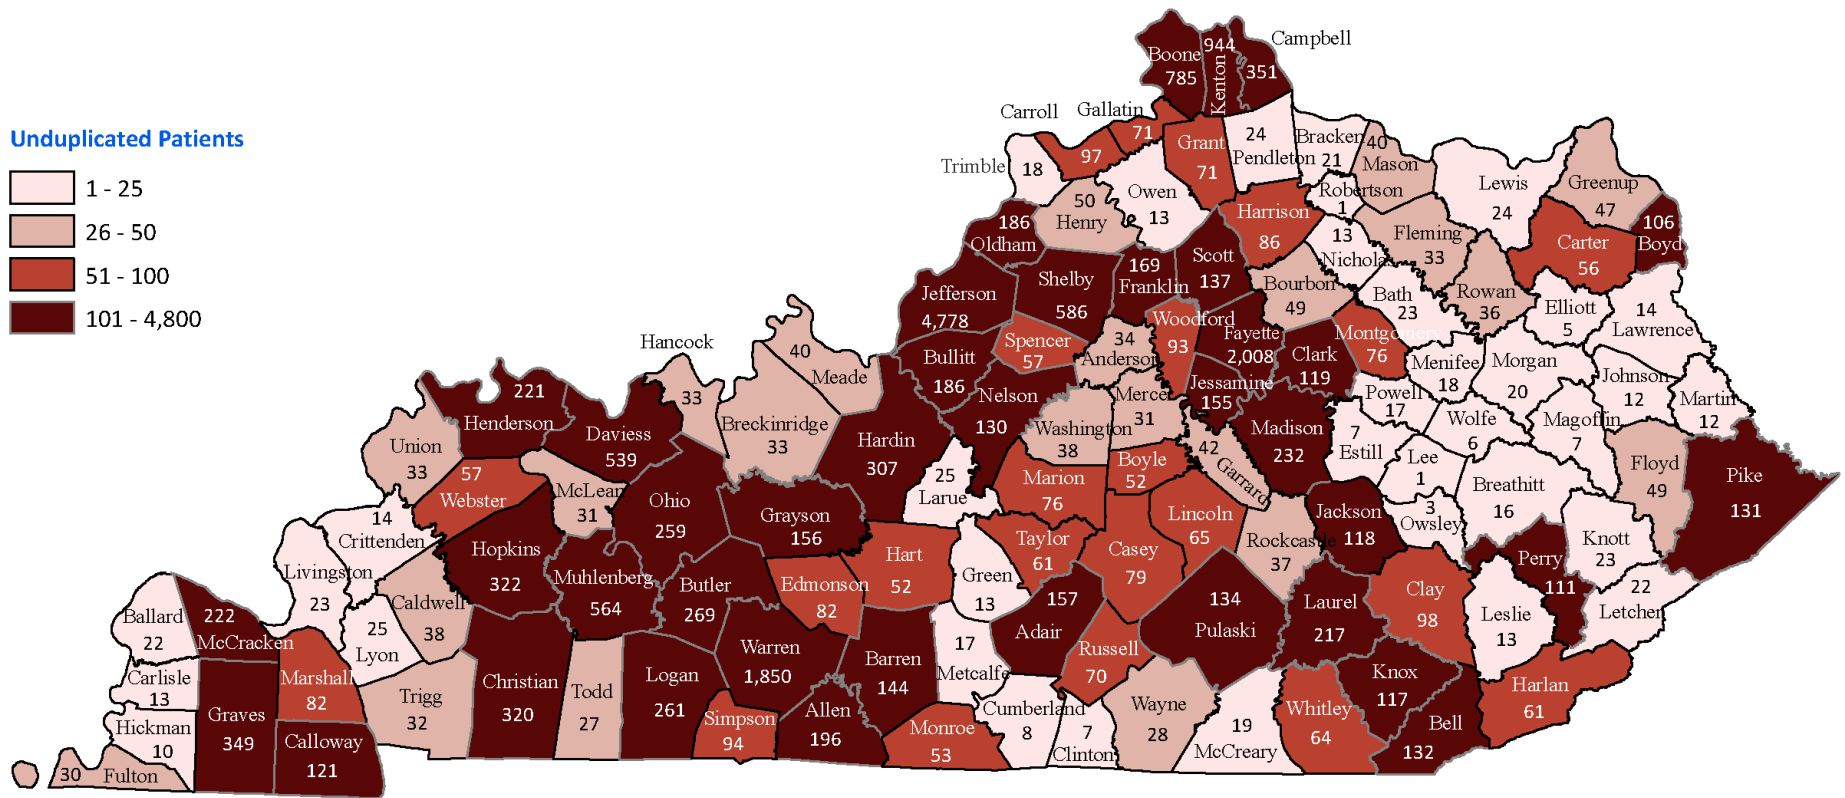 Unduplicated Patients
1 - 25
26 - 50
51 - 100
101 - 4,800
Boone
785
944
Kenton
Campbell
351
Carroll
97
Gallatin
71
Trimble
18
Grant
71
24
Pendleton
Bracken
21
40
Mason
Robertson
1
Lewis
24
Greenup
47
106
Boyd
Carter
56
Owen
13
50
Henry
186
Oldham
Harrison
86
13
Nicholas
Fleming
33
Rowan
36
Elliott
5
14
Lawrence
Shelby
586
169
Franklin
Scott
137
Bourbon
49
Bath
23
Jefferson
4,778
Spencer
57
34
Anderson
Woodford
93
Fayette
2,008
Clark
119
Montgomery
76
Menifee
18
Morgan
20
Johnson
12
Martin
12
Bullitt
186
Nelson
130
Mercer
31
Jessamine
155
Madison
232
Powell
17
7
Estill
Wolfe
6
Magoffin
7
Floyd
49
Pike
131
Hancock
33
40
Meade
Breckinridge
33
Hardin
307
25
Larue
Washington
38
Marion
76
Boyle
52
42
Garrard
Lee
1
3
Owsley
Breathitt
16
Knott
23
221
Henderson
Daviess
539
Union
33
57
Webster
McLean
31
Ohio
259
Grayson
156
Hart
52
Green
13
Taylor
61
Casey
79
Lincoln
65
Rockcastle
37
Jackson
118
Perry
111
22
Letcher
14
Crittenden
Livingston
23
Hopkins
322
Muhlenberg
564
Butler
269
Edmonson
82
157
Adair
134
Pulaski
Laurel
217
Clay
98
Leslie
13
Ballard
22
222
McCracken
Caldwell
38
25
Lyon
Warren
1,850
Barren
144
17
Metcalfe
Russell
70
Knox
117
Harlan
61
Carlisle
13
Marshall
82
Trigg
32
Christian
320
Todd
27
Logan
261
Simpson
94
Allen
196
Monroe
53
Cumberland
8
7
Clinton
Wayne
28
19
McCreary
Whitley
64
Bell
132
Hickman
10
Graves
349
Calloway
121
30
Fulton